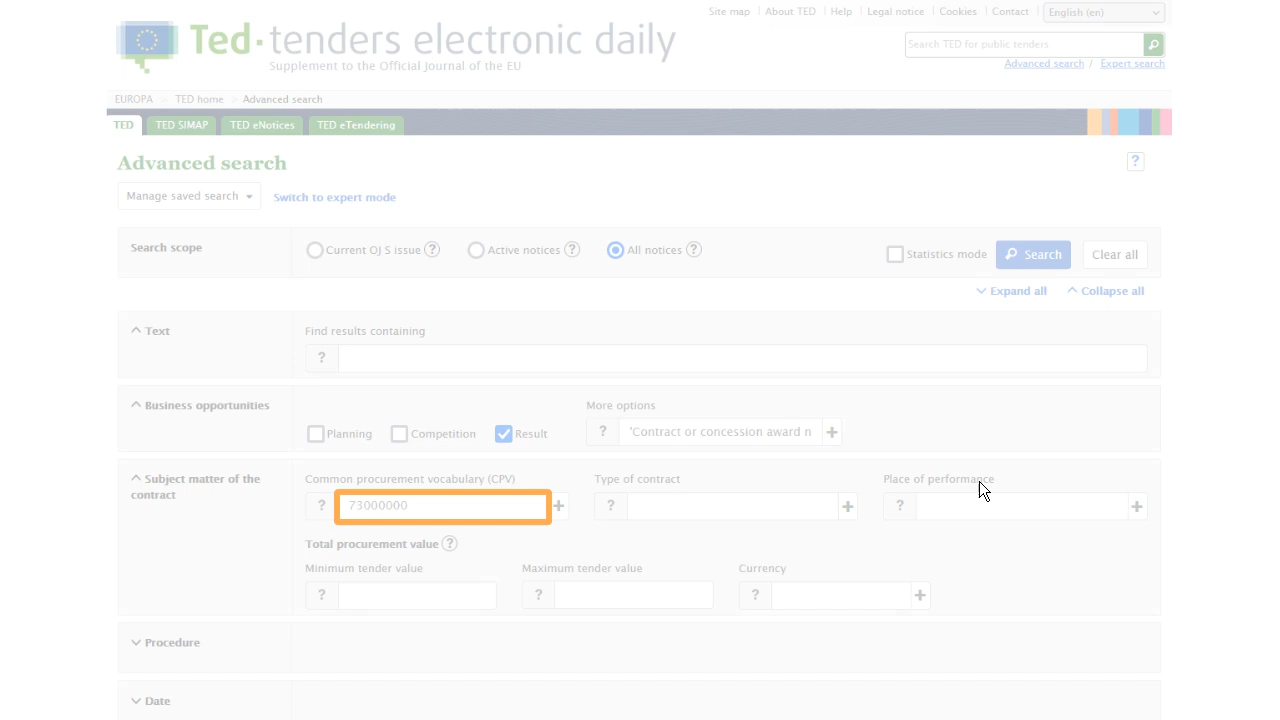 Site map About TED Help Legal notice Cookies Contact English (en)
Ted tenders electronic daily
Supplement to the Official Journal of the EU
Search TED for public tenders
Advanced search / Expert search
EUROPA > TED home > Advanced search
TED TED SIMAP TED eNotices TED eTendering
Advanced search ?
Manage saved search Switch to expert mode
Search scope Current OJ S issue ? Active notices ? All notices ? Statistics mode Search Clear all
Expand all Collapse all
Text Find results containing
?
Business opportunities More options
Planning Competition Result ? 'Contract or concession award n +
Subject matter of the contract Common procurement vocabulary (CPV) Type of contract Place of performance
? 73000000 + ? + ? +
Total procurement value ?
Minimum tender value Maximum tender value Currency
? ? ? +
Procedure
Date